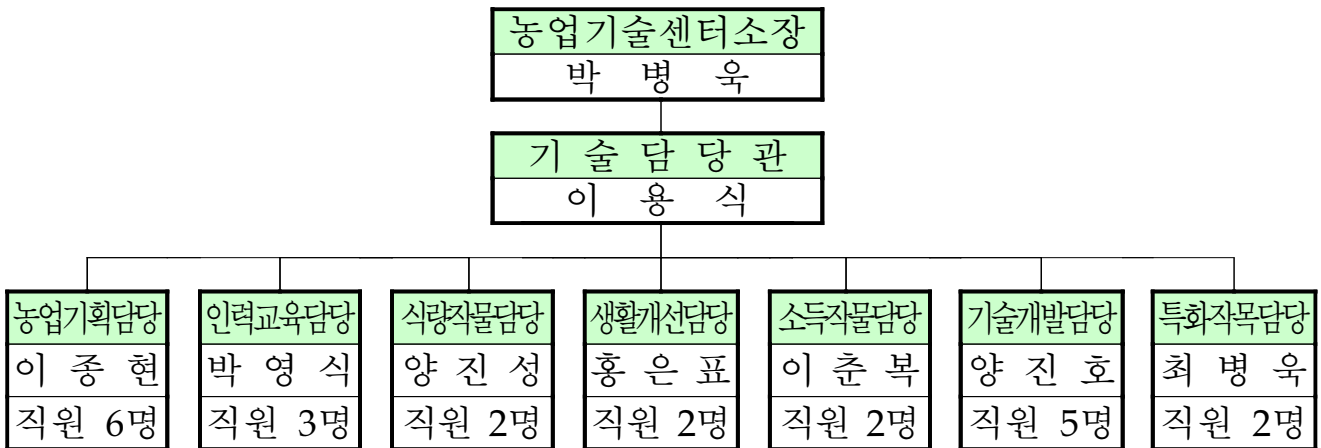 농업기술센터소장
박 병 욱
기 술 담 당 관
이 용 식
농업기획담당 인력교육담당 식량작물담당 생활개선담당 소득작물담당 기술개발담당 특화작목담당
이 종 현 박 영 식 양 진 성 홍 은 표 이 춘 복 양 진 호 최 병 욱
직원 6명 직원 3명 직원 2명 직원 2명 직원 2명 직원 5명 직원 2명